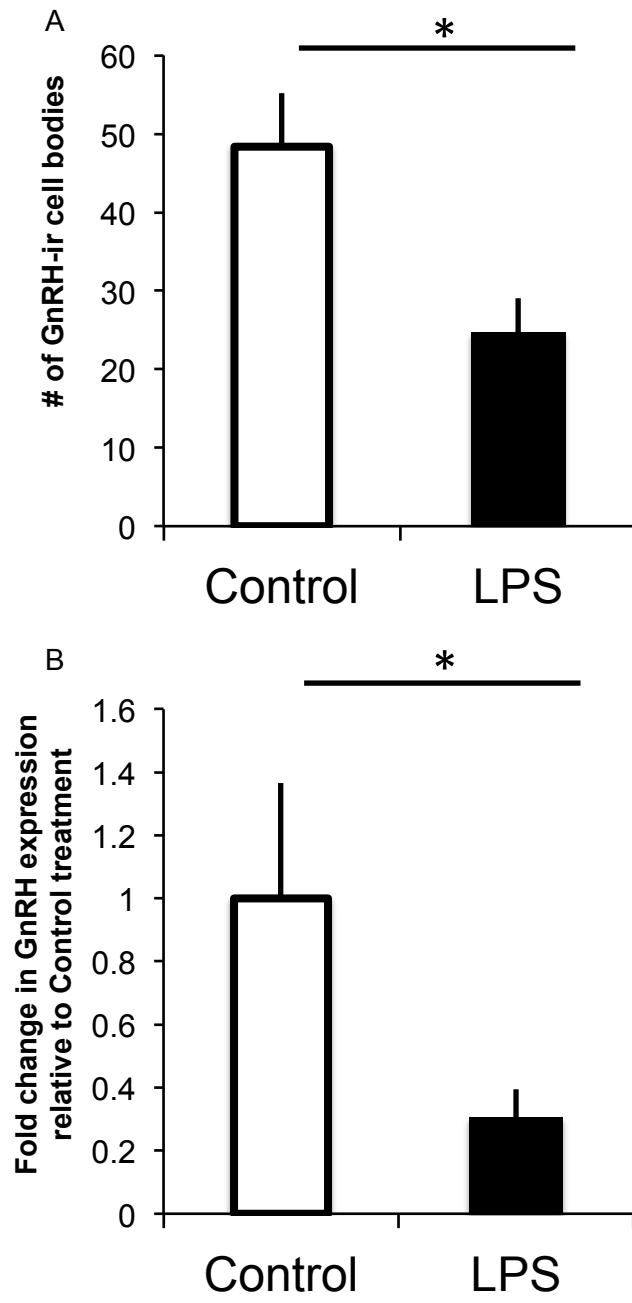 A
*
# of GnRH-ir cell bodies
60
50
40
30
20
10
0
Control LPS
B
*
Fold change in GnRH expression
relative to Control treatment
1.6
1.4
1.2
1
0.8
0.6
0.4
0.2
0
Control LPS